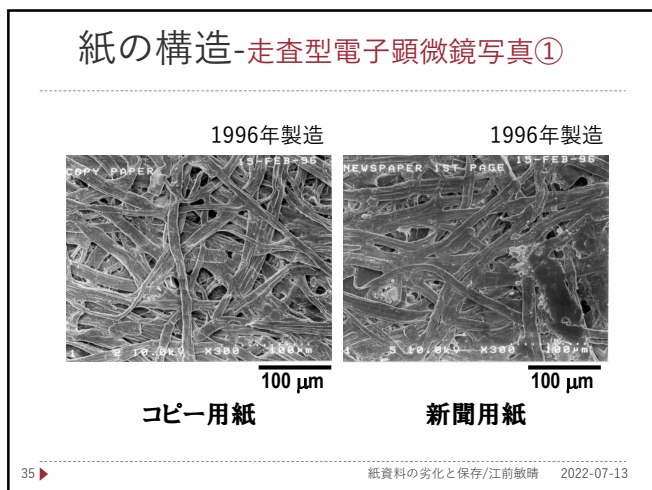 紙の構造-走査型電子顕微鏡写真①
1996年製造
1996年製造
15-FEB-96
COPY PAPER
15-FEB-96
NEWSPAPER 1ST PAGE
1 2 10.0kV X300 100μm
1 5 10.0kV X300 100μm
100 μm
100 μm
コピー用紙
新聞用紙
35
紙資料の劣化と保存/江前敏晴 2022-07-13